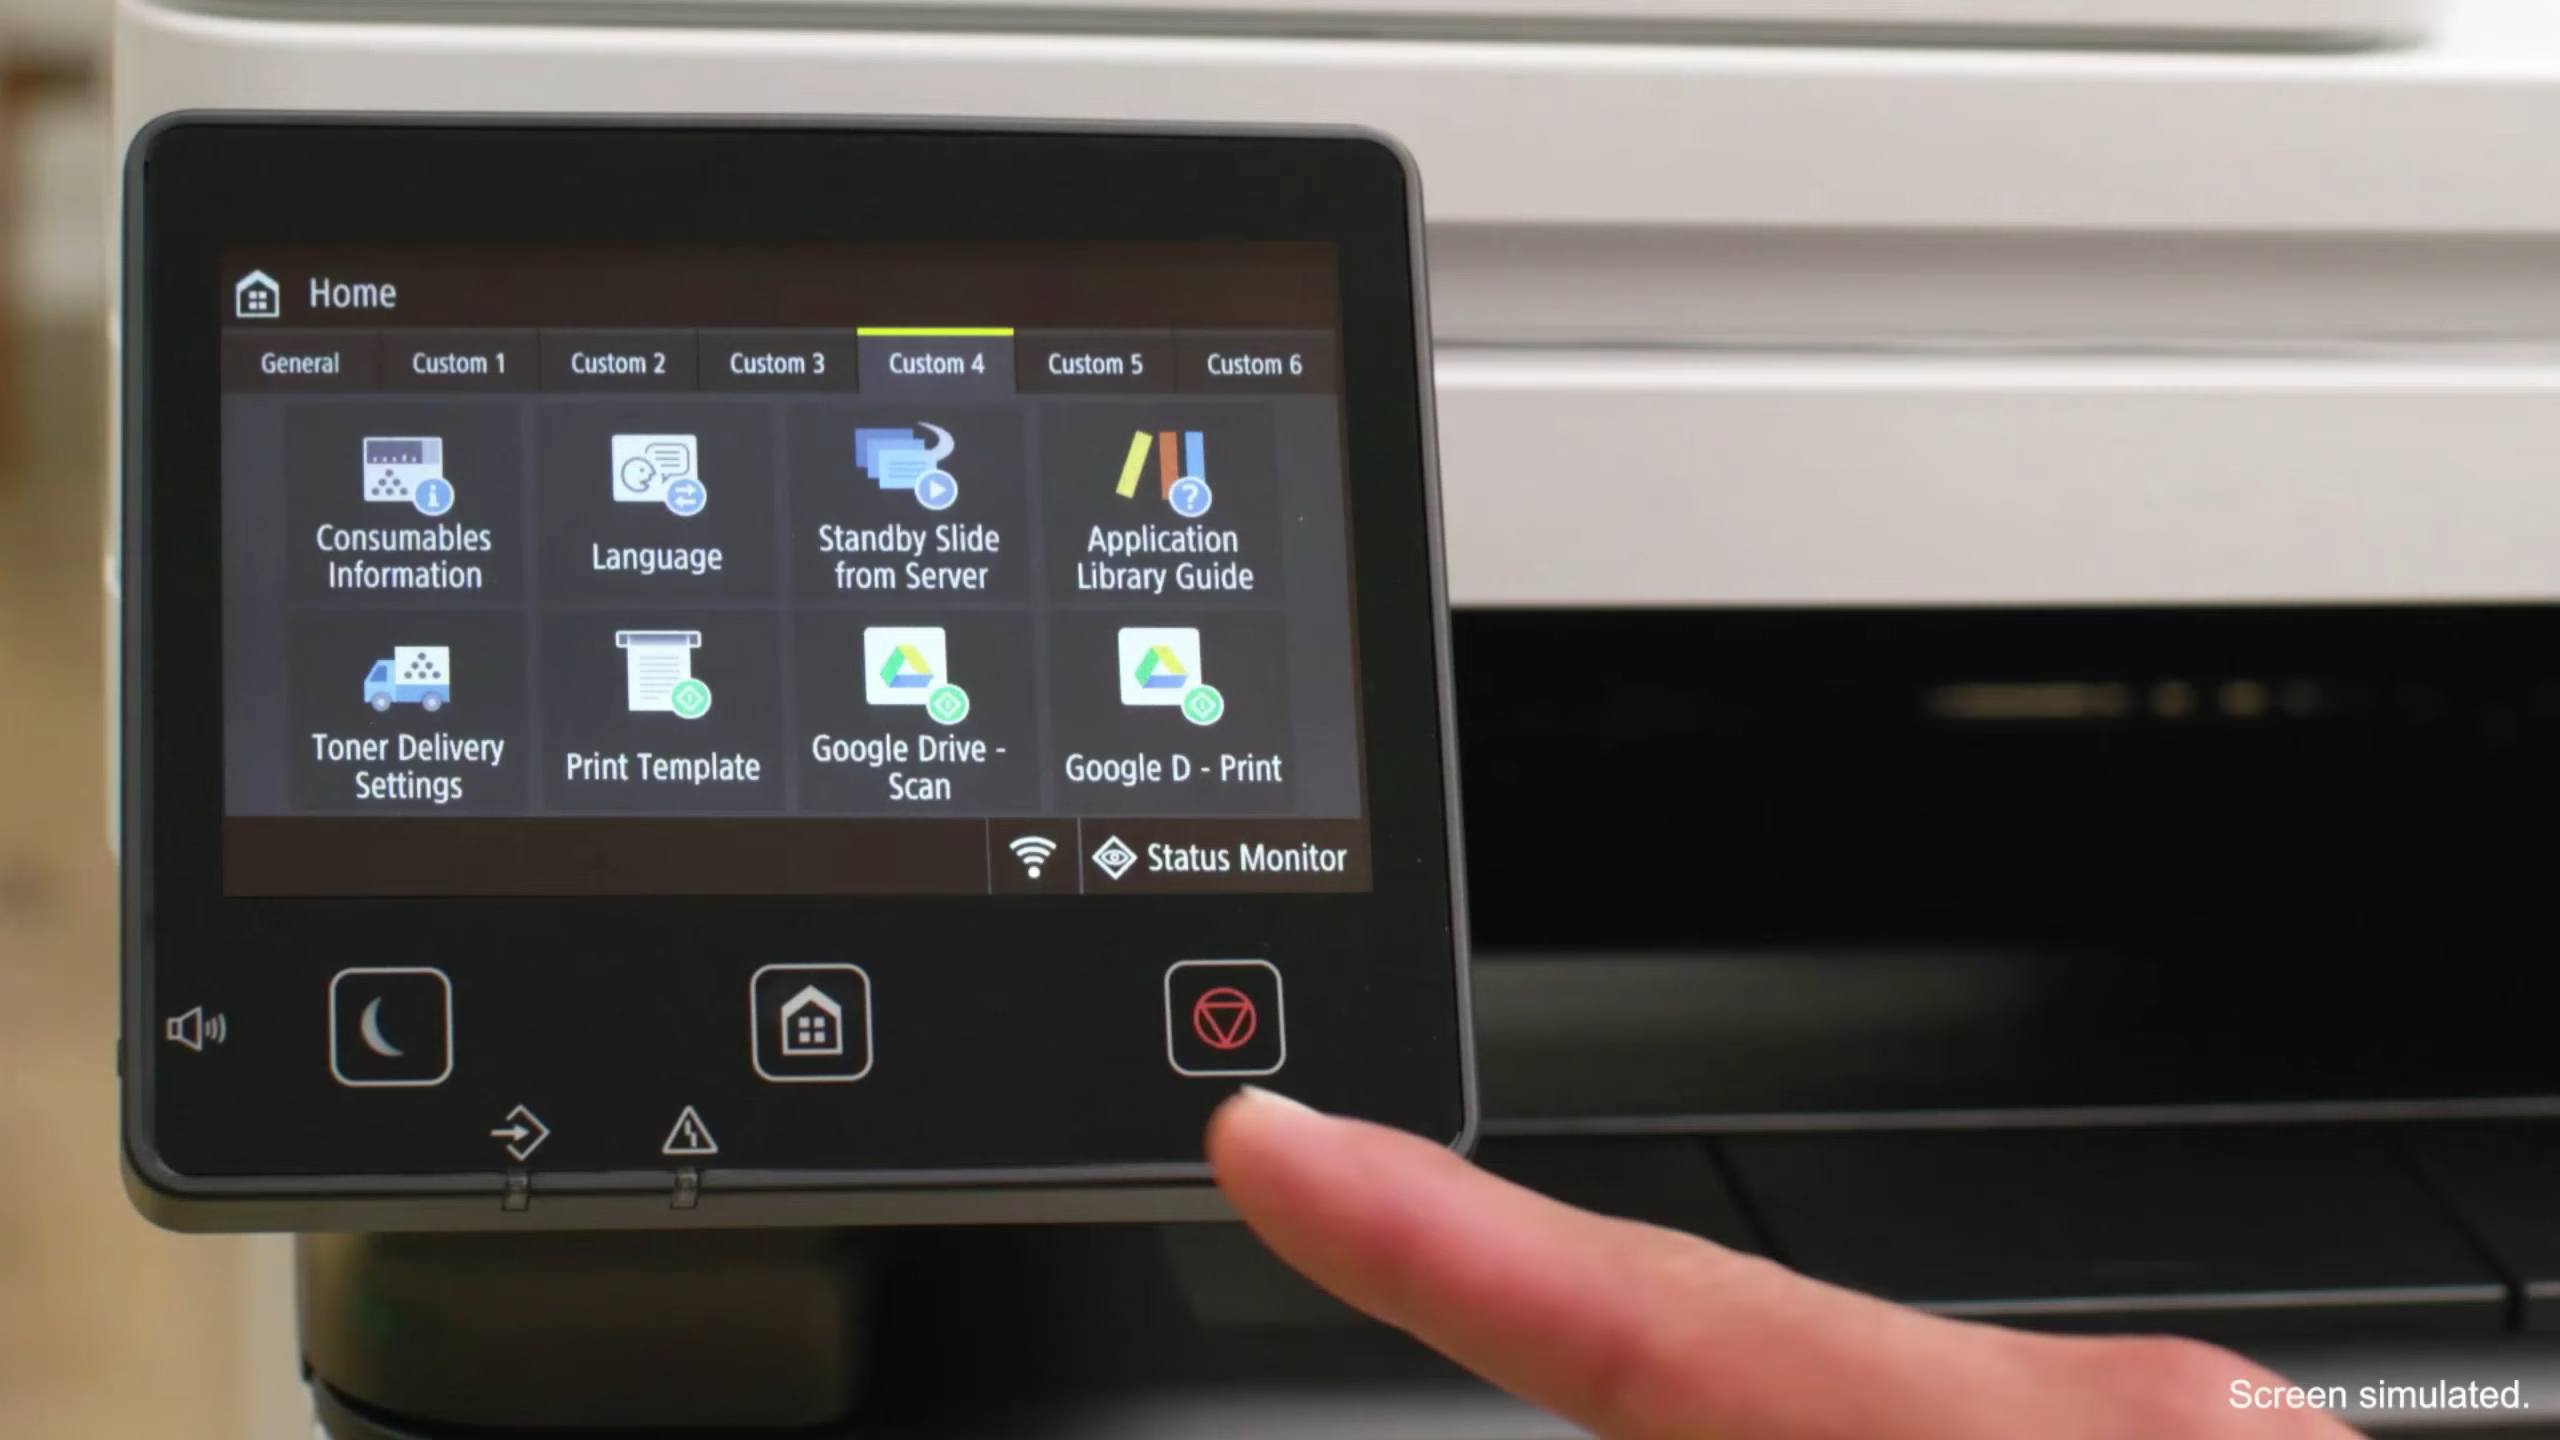 Home
General Custom 1 Custom 2 Custom 3 Custom 4 Custom 5 Custom 6
Consumables
Information
Language
Standby Slide
from Server
Application
Library Guide
Toner Delivery
Settings
Print Template
Google Drive -
Scan
Google D - Print
Status Monitor
Screen simulated.